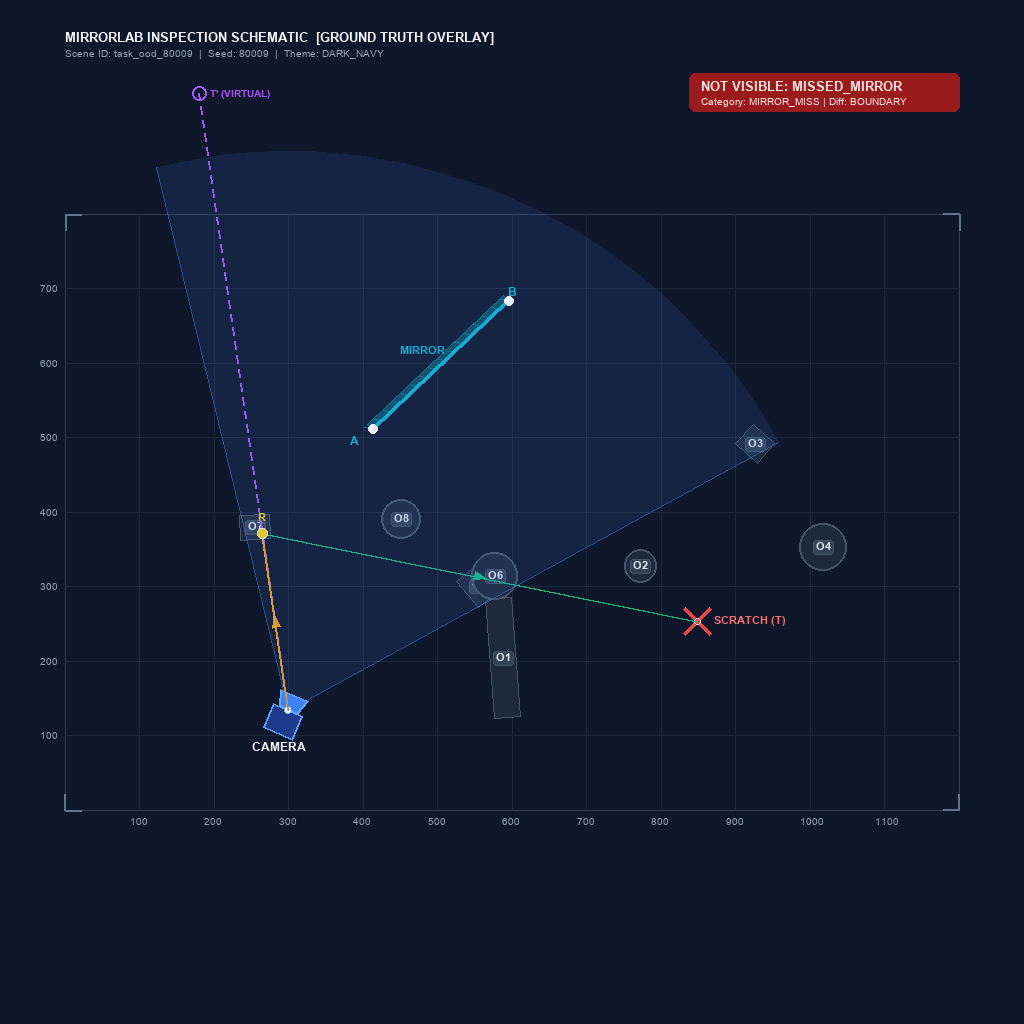 MIRRORLAB INSPECTION SCHEMATIC [GROUND TRUTH OVERLAY]
Scene ID: task_ood_80009 | Seed: 80009 | Theme: DARK_NAVY
NOT VISIBLE: MISSED_MIRROR
Category: MIRROR_MISS | Diff: BOUNDARY
T' (VIRTUAL)
B
MIRROR
A
O3
O8
R
O7
O4
O6
O2
SCRATCH (T)
O1
CAMERA
700
600
500
400
300
200
100
100 200 300 400 500 600 700 800 900 1000 1100